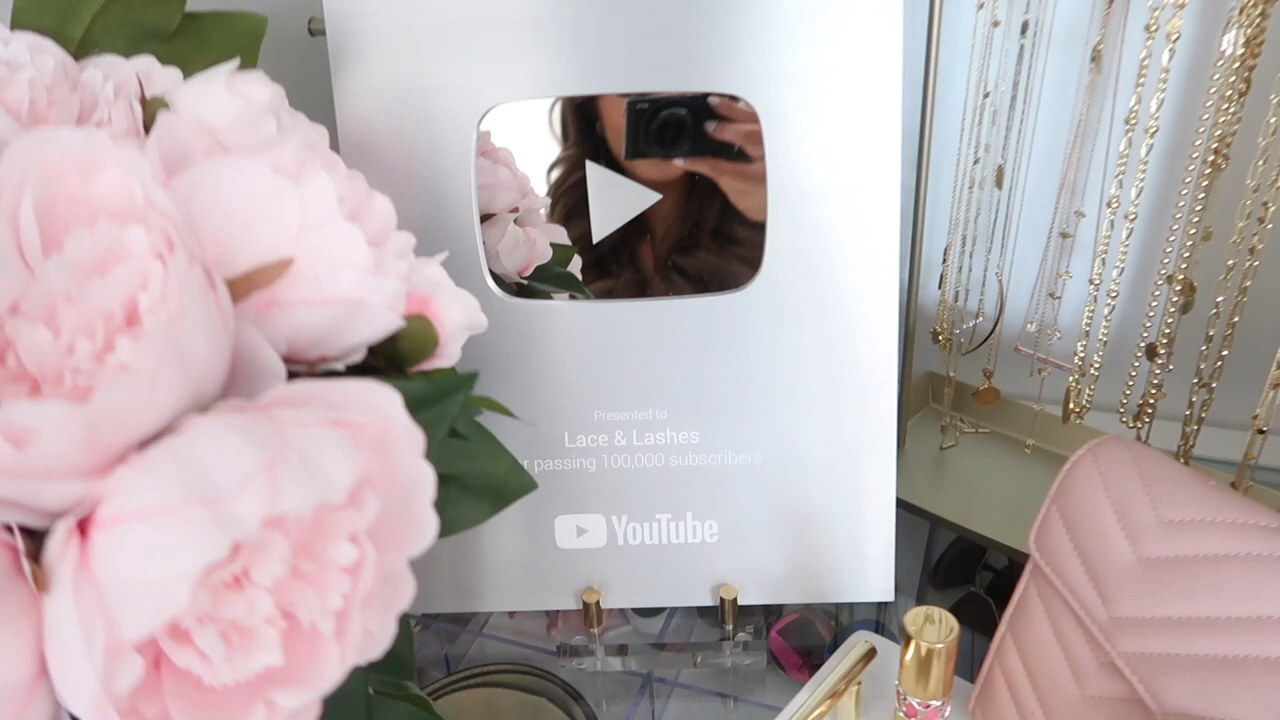 Presented to
Lace & Lashes
r passing 100,000 subscribers
YouTube